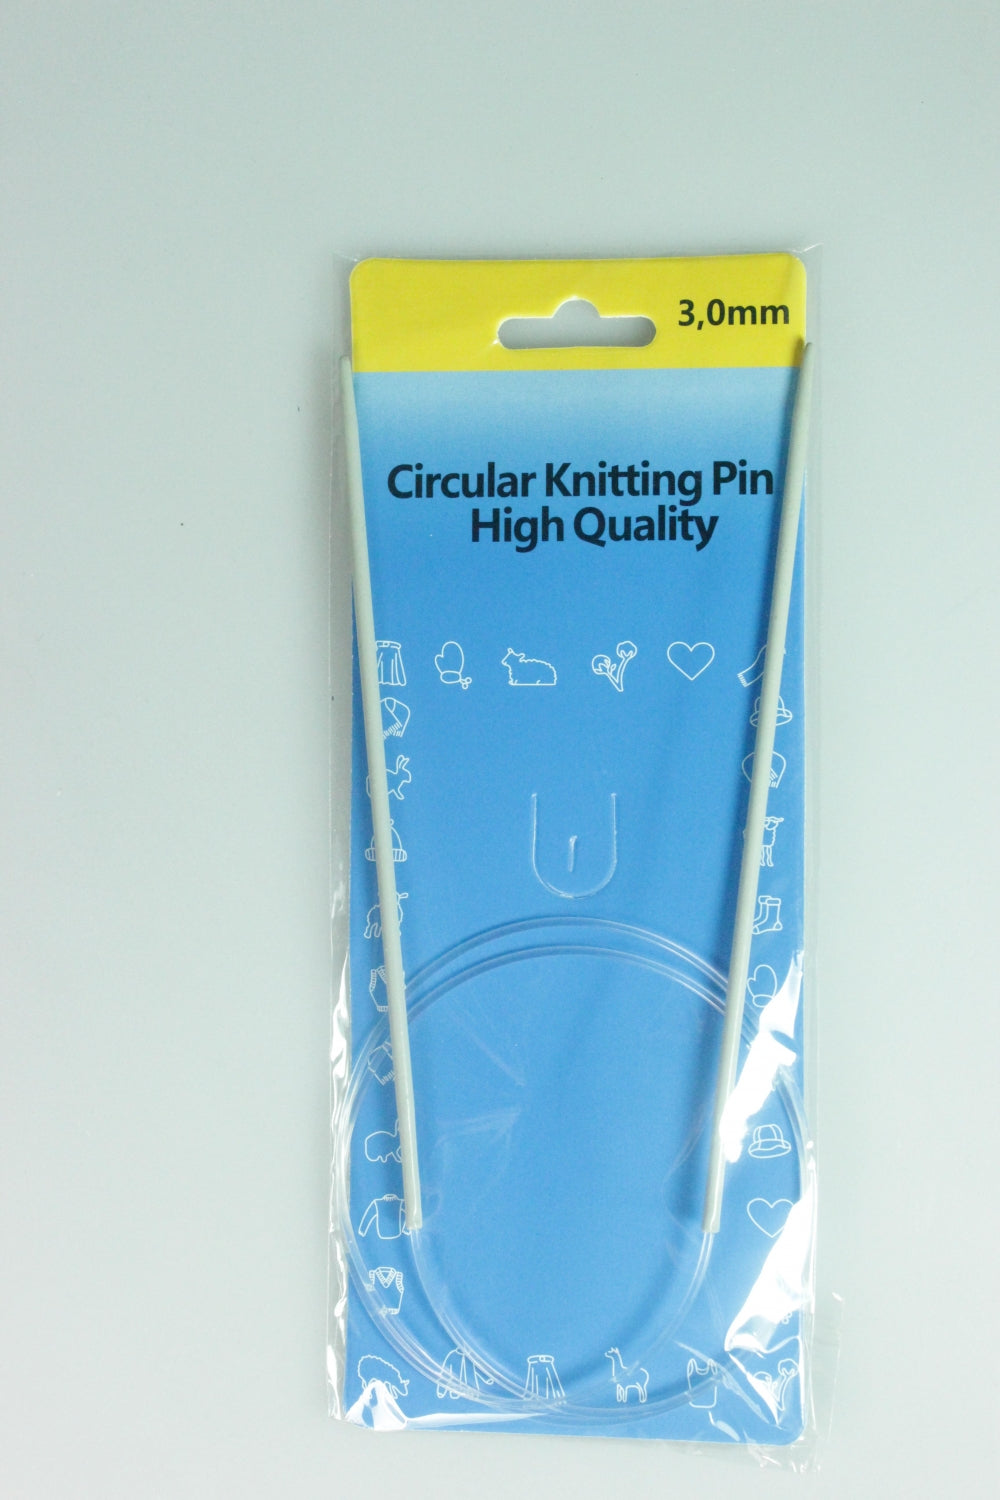 3,0mm
Circular Knitting Pin
High Quality